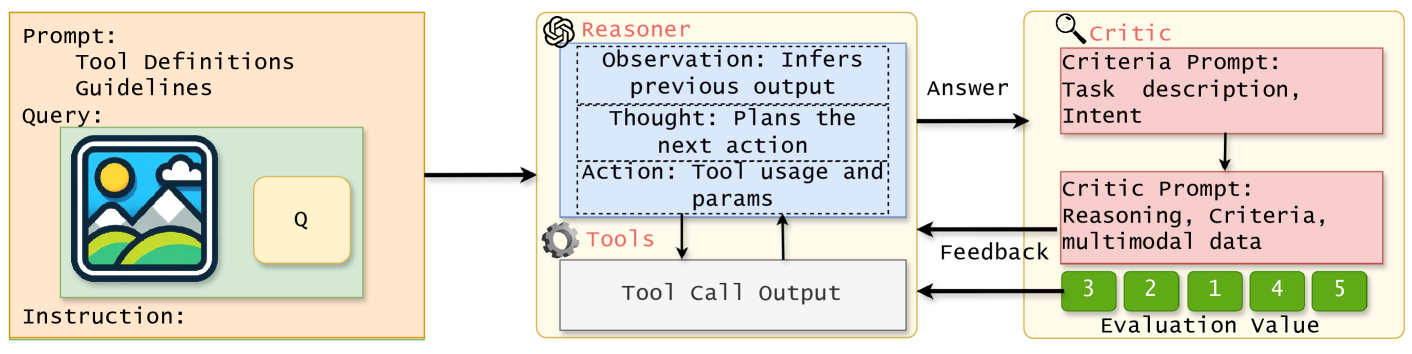 Prompt:
Tool Definitions
Guidelines
Query:
Q
Instruction:
Reasoner
Observation: Infers
previous output
Thought: Plans the
next action
Action: Tool usage and
params
Tools
Tool Call Output
Answer
Feedback
Critic
Criteria Prompt:
Task description,
Intent
Critic Prompt:
Reasoning, Criteria,
multimodal data
3 2 1 4 5
Evaluation Value